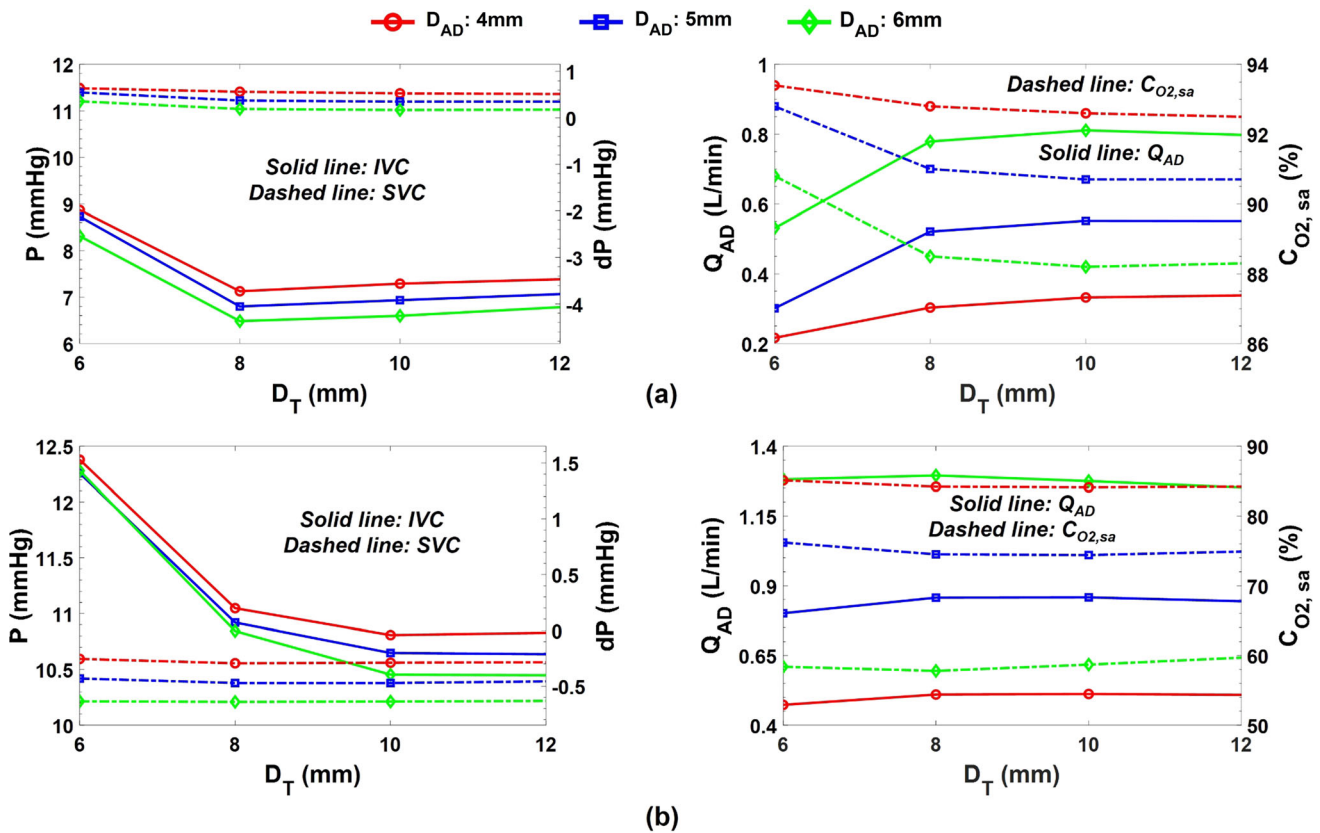 D_AD: 4mm D_AD: 5mm D_AD: 6mm
12
11
10
9
8
7
6
P (mmHg)
1
0
-1
-2
-3
-4
dP (mmHg)
Solid line: IVC
Dashed line: SVC
6 8 10 12
D_T (mm)
1
0.8
0.6
0.4
0.2
Q_AD (L/min)
94
92
90
88
86
C_O2, sa (%)
Dashed line: C_O2,sa
Solid line: Q_AD
6 8 10 12
D_T (mm)
(a)
12.5
12
11.5
11
10.5
10
P (mmHg)
1.5
1
0.5
0
-0.5
dP (mmHg)
Solid line: IVC
Dashed line: SVC
6 8 10 12
D_T (mm)
1.4
1.15
0.9
0.65
0.4
Q_AD (L/min)
90
80
70
60
50
C_O2, sa (%)
Solid line: Q_AD
Dashed line: C_O2,sa
6 8 10 12
D_T (mm)
(b)